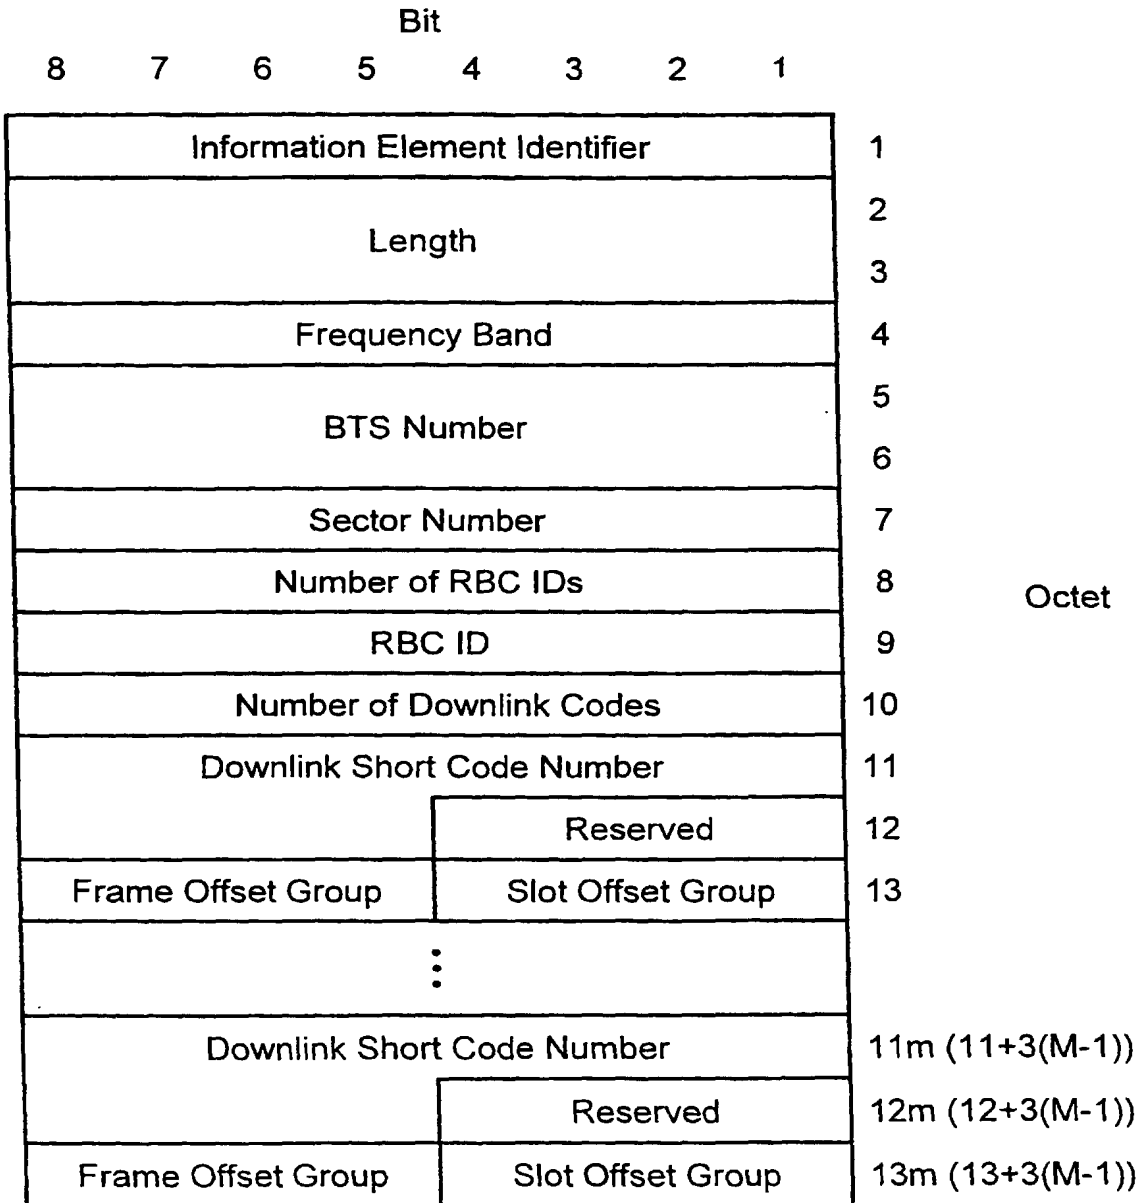 Bit
8 7 6 5 4 3 2 1
Information Element Identifier 1
2
Length
3
Frequency Band 4
5
BTS Number
6
Sector Number 7
Number of RBC IDs 8
Octet
RBC ID 9
Number of Downlink Codes 10
Downlink Short Code Number 11
Reserved 12
Frame Offset Group Slot Offset Group 13
Downlink Short Code Number 11m (11+3(M-1))
Reserved 12m (12+3(M-1))
Frame Offset Group Slot Offset Group 13m (13+3(M-1))